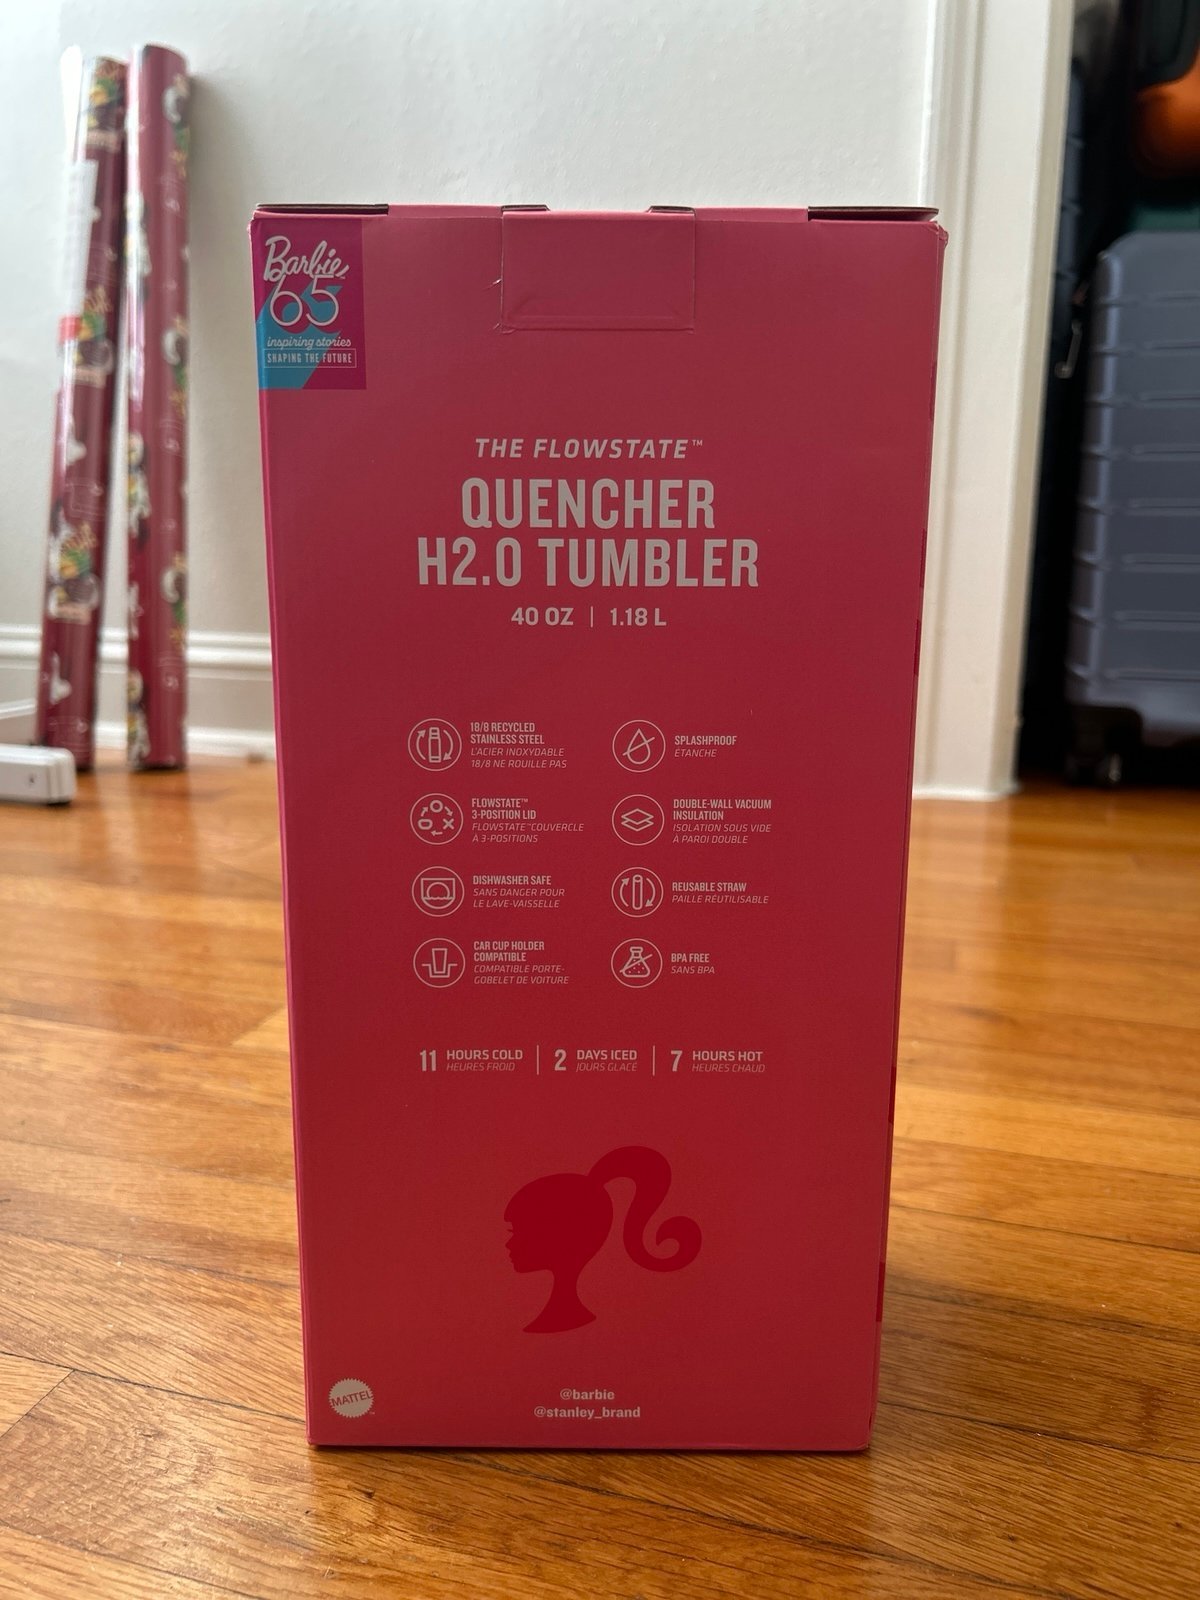 Barbie
65
inspiring stories
SHAPING THE FUTURE
THE FLOWSTATE™
QUENCHER
H2.0 TUMBLER
40 OZ | 1.18 L
18/8 RECYCLED
STAINLESS STEEL
L'ACIER INOXYDABLE
18/8 NE ROUILLE PAS
SPLASHPROOF
ÉTANCHE
FLOWSTATE™
3-POSITION LID
FLOWSTATE™COUVERCLE
À 3-POSITIONS
DOUBLE-WALL VACUUM
INSULATION
ISOLATION SOUS VIDE
À PAROI DOUBLE
DISHWASHER SAFE
SANS DANGER POUR
LE LAVE-VAISSELLE
REUSABLE STRAW
PAILLE RÉUTILISABLE
CAR CUP HOLDER
COMPATIBLE
COMPATIBLE PORTE-
GOBELET DE VOITURE
BPA FREE
SANS BPA
11 HOURS COLD
HEURES FROID
2 DAYS ICED
JOURS GLACÉ
7 HOURS HOT
HEURES CHAUD
MATTEL
@barbie
@stanley_brand